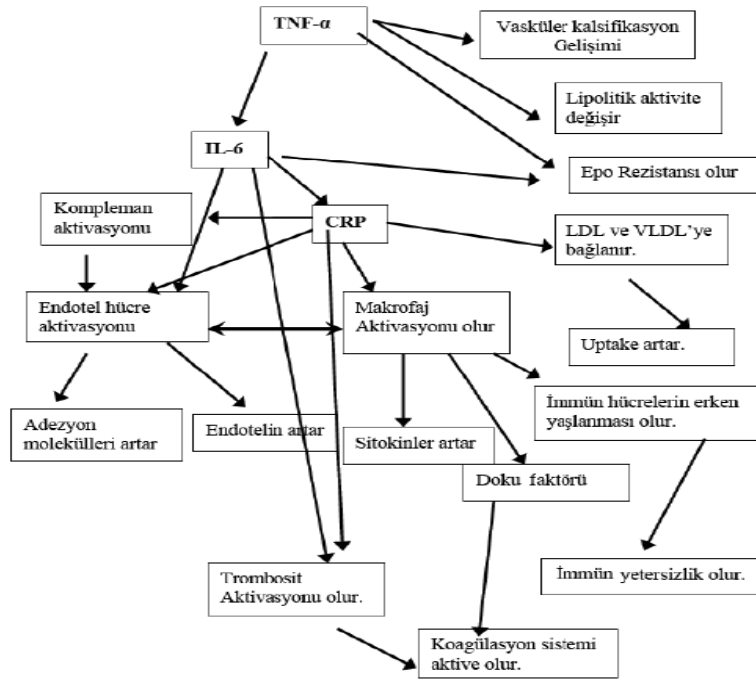 TNF-α
Vasküler kalsifikasyon
Gelişimi
Lipolitik aktivite
değişir
IL-6
Epo Rezistansı olur
Kompleman
aktivasyonu
CRP
LDL ve VLDL’ye
bağlanır.
Endotel hücre
aktivasyonu
Makrofaj
Aktivasyonu olur
Uptake artar.
Adezyon
molekülleri artar
Endotelin artar
Sitokinler artar
İmmün hücrelerin erken
yaşlanması olur.
Doku faktörü
Trombosit
Aktivasyonu olur.
İmmün yetersizlik olur.
Koagülasyon sistemi
aktive olur.